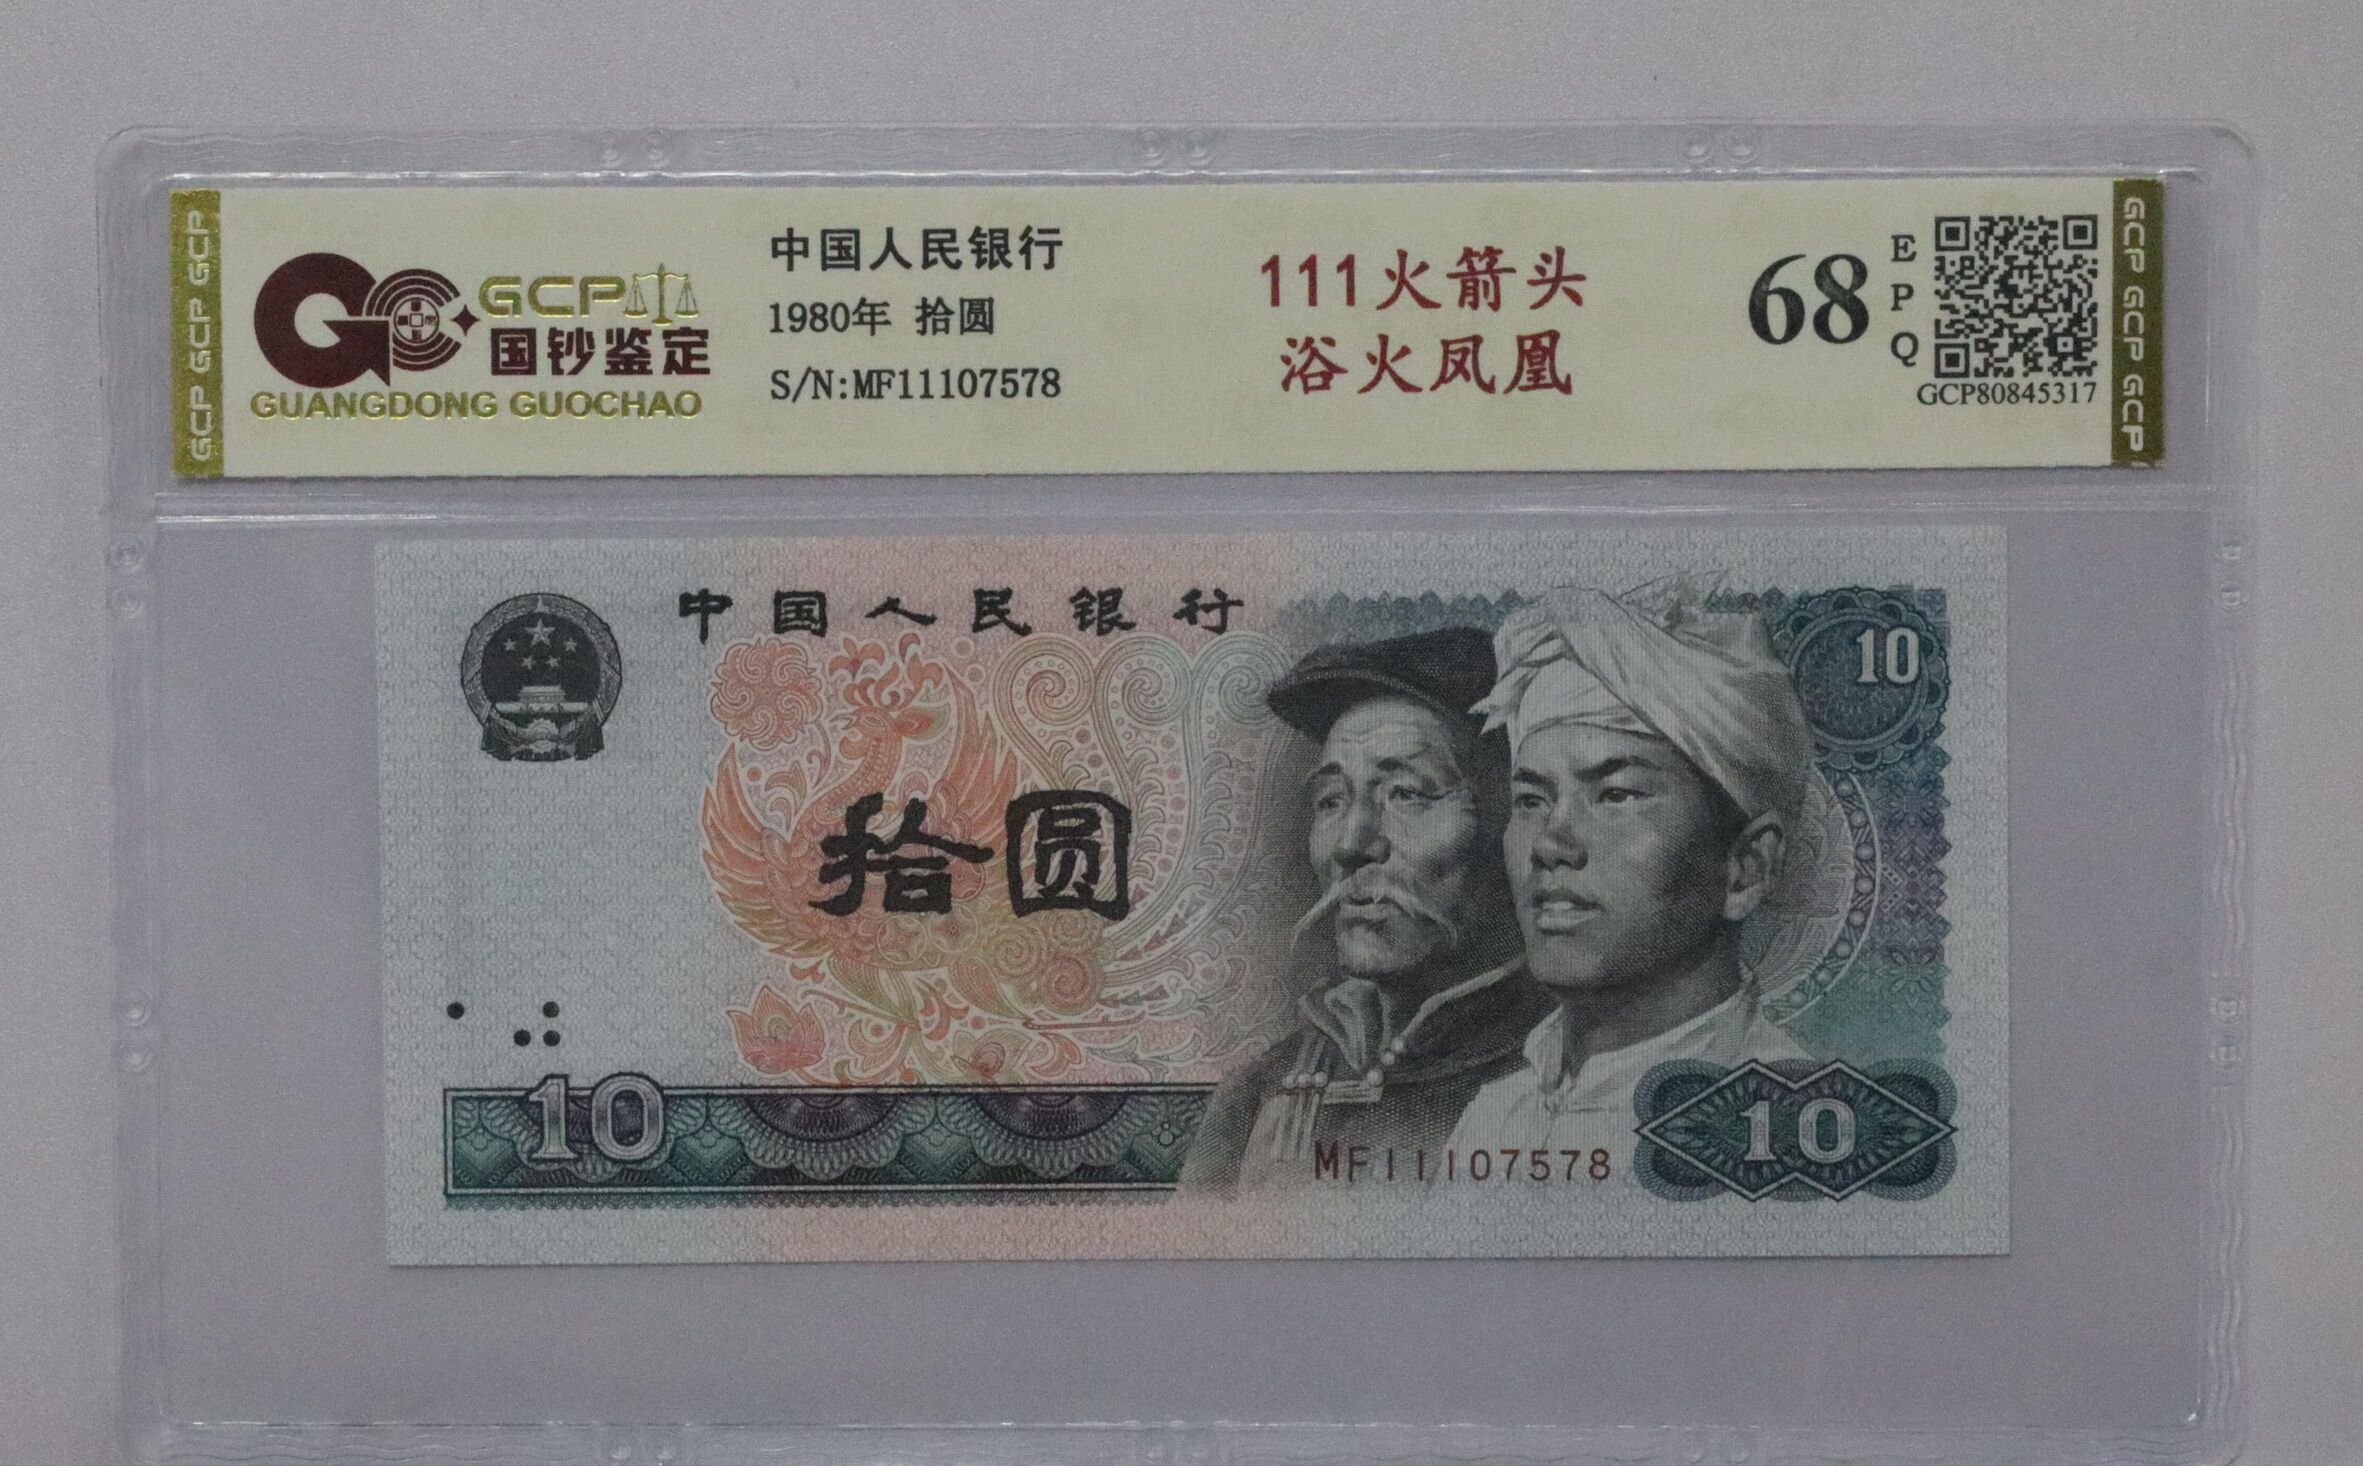 GCP GCP GCP
GCP
国钞鉴定
GUANGDONG GUOCHAO
中国人民银行
1980年 拾圆
S/N:MF11107578
111火箭头
浴火凤凰
68
EPQ
GCP80845317
GCP GCP GCP
中国人民银行
10
拾圆
10
MF11107578
10